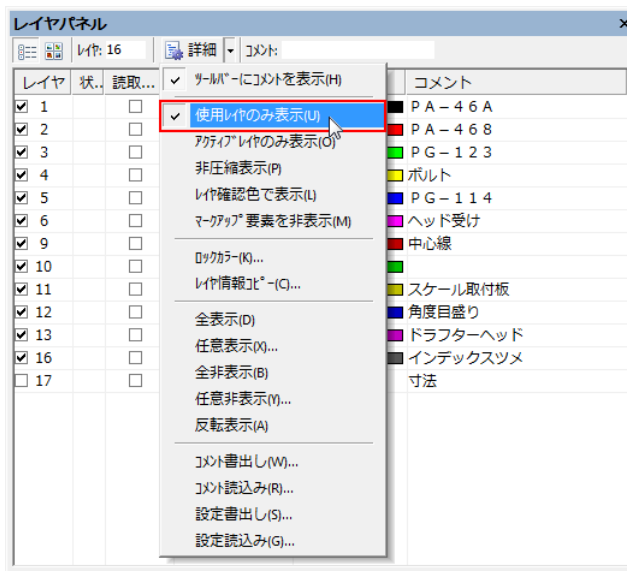 レイヤパネル ×
ﾚｲﾔ: 16 詳細 ｺﾒﾝﾄ:
レイヤ 状.. 読取... コメント
1 ＰＡ－４６Ａ
2 ＰＡ－４６８
3 ＰＧ－１２３
4 ボルト
5 ＰＧ－１１４
6 ヘッド受け
9 中心線
10
11 スケール取付板
12 角度目盛り
13 ドラフターヘッド
16 インデックスツメ
17 寸法
ﾂｰﾙﾊﾞｰにｺﾒﾝﾄを表示(H)
使用ﾚｲﾔのみ表示(U)
ｱｸﾃｨﾌﾞﾚｲﾔのみ表示(O)
非圧縮表示(P)
ﾚｲﾔ確認色で表示(L)
ﾏｰｸｱｯﾌﾟ要素を非表示(M)
ﾛｯｸｶﾗｰ(K)...
ﾚｲﾔ情報ｺﾋﾟｰ(C)...
全表示(D)
任意表示(X)...
全非表示(B)
任意非表示(Y)...
反転表示(A)
ｺﾒﾝﾄ書出し(W)...
ｺﾒﾝﾄ読込み(R)...
設定書出し(S)...
設定読込み(G)...